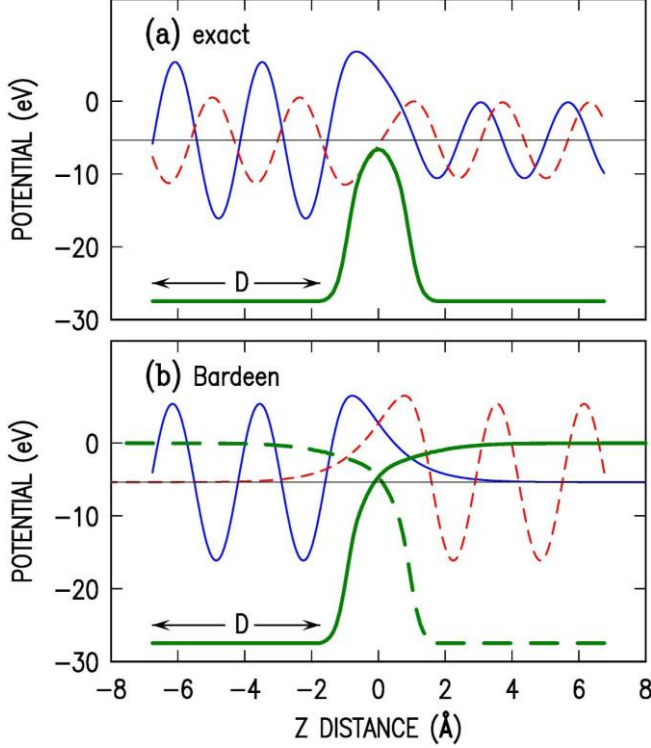 (a) exact
0
-10
-20
-30
POTENTIAL (eV)
D
(b) Bardeen
0
-10
-20
-30
POTENTIAL (eV)
D
-8 -6 -4 -2 0 2 4 6 8
Z DISTANCE (Å)